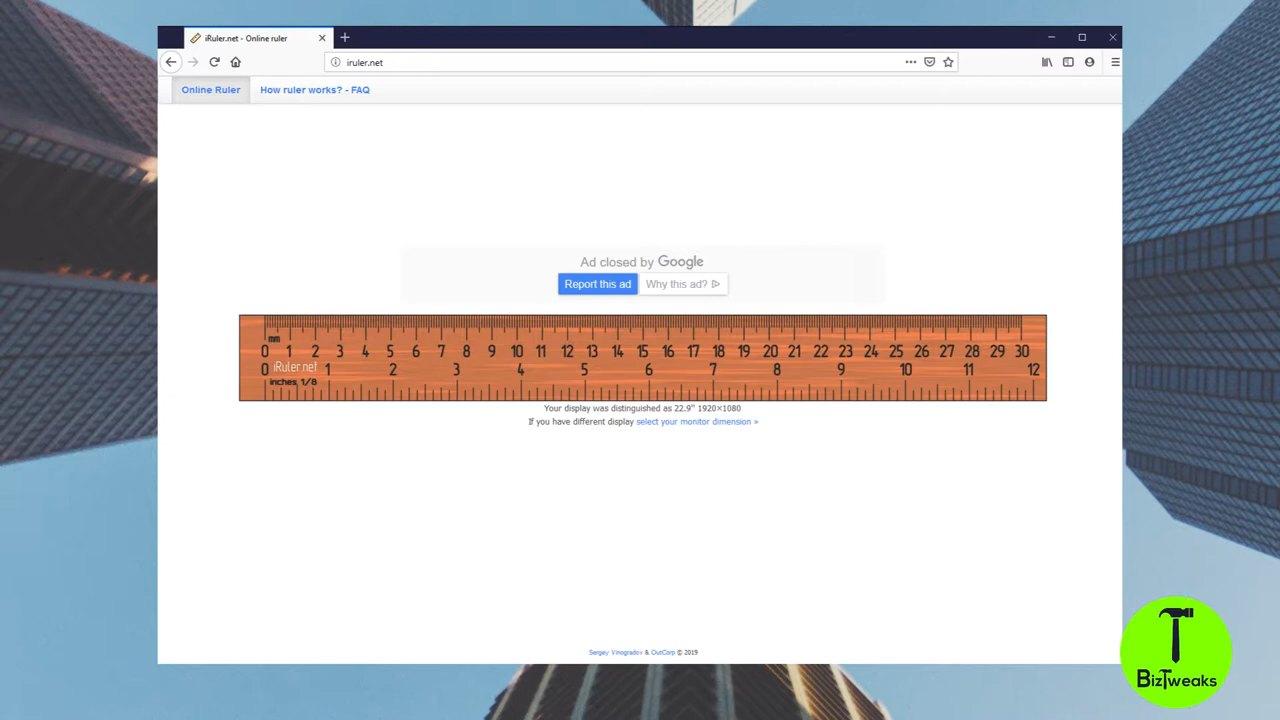 iRuler.net - Online ruler
iruler.net
Online Ruler
How ruler works? - FAQ
Ad closed by Google
Report this ad
Why this ad?
mm
0 1 2 3 4 5 6 7 8 9 10 11 12 13 14 15 16 17 18 19 20 21 22 23 24 25 26 27 28 29 30
iRuler.net
0 1 2 3 4 5 6 7 8 9 10 11 12
inches 1/8
Your display was distinguished as 22.9" 1920×1080
If you have different display select your monitor dimension »
Sergey Vinogradov & OutCorp © 2019
BizTweaks